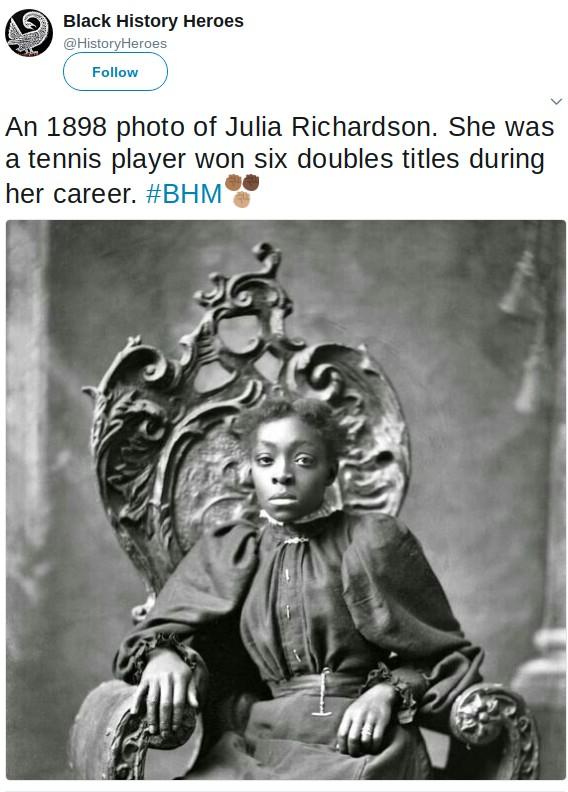 Black History Heroes
@HistoryHeroes
Follow
An 1898 photo of Julia Richardson. She was
a tennis player won six doubles titles during
her career. #BHM✊🏾✊🏿✊🏽